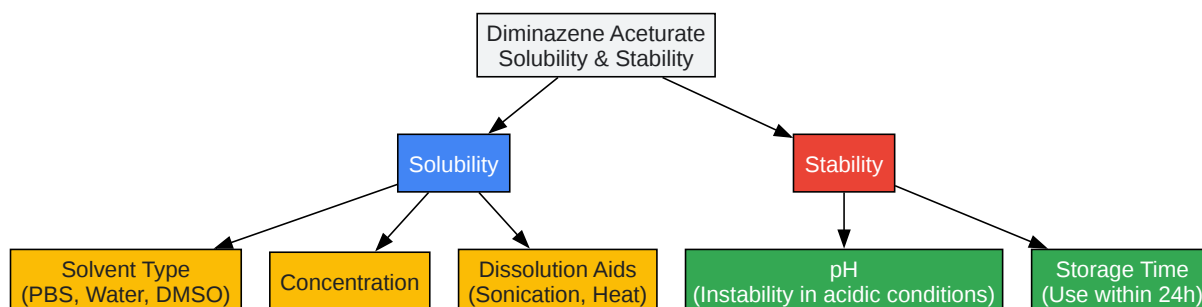 Diminazene Aceturate
Solubility & Stability
Solubility
Stability
Solvent Type
(PBS, Water, DMSO)
Concentration
Dissolution Aids
(Sonication, Heat)
pH
(Instability in acidic conditions)
Storage Time
(Use within 24h)